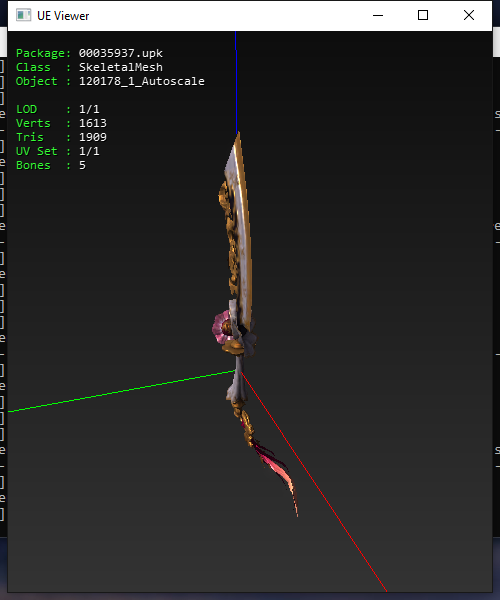 UE Viewer
Package: 00035937.upk
Class  : SkeletalMesh
Object : 120178_1_Autoscale
LOD    : 1/1
Verts  : 1613
Tris   : 1909
UV Set : 1/1
Bones  : 5